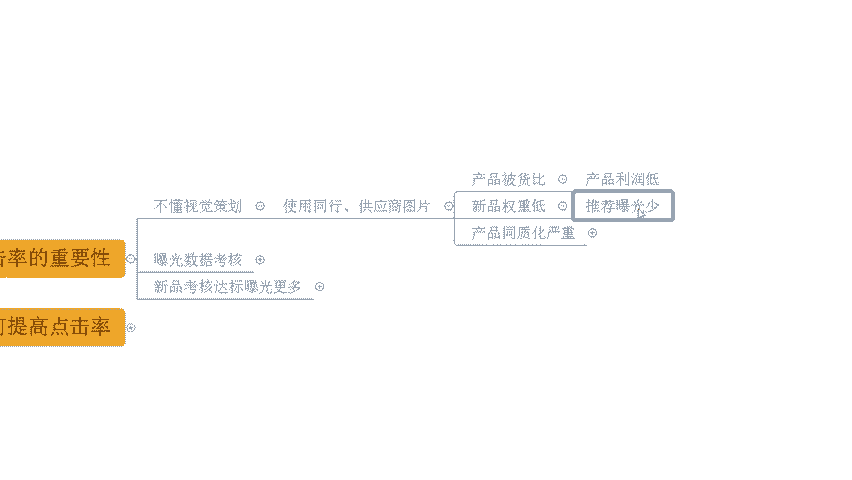 产品被货比 产品利润低
不懂视觉策划 使用同行、供应商图片 新品权重低 推荐曝光少
产品同质化严重
击率的重要性 曝光数据考核
新品考核达标曝光更多
提高点击率